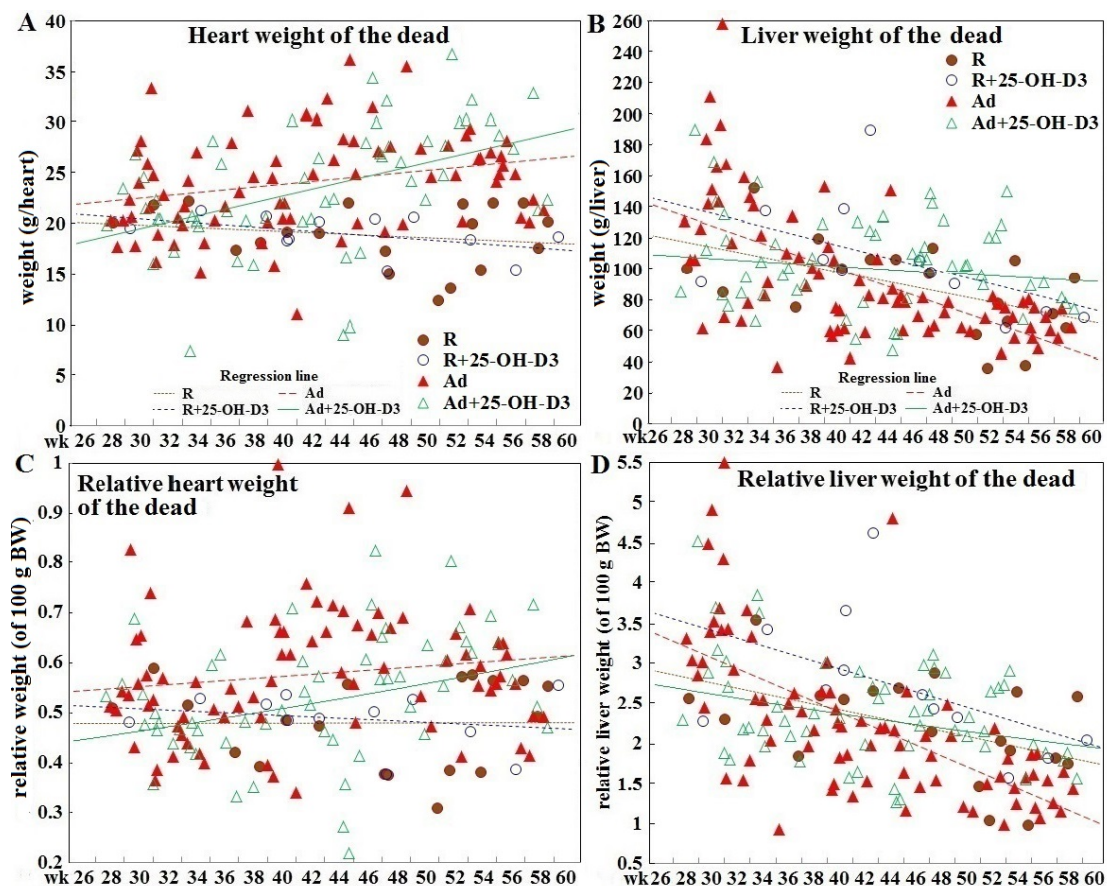 A
Heart weight of the dead
weight (g/heart)
40
35
30
25
20
15
10
5
0
R
R+25-OH-D3
Ad
Ad+25-OH-D3
Regression line
R
Ad
R+25-OH-D3
Ad+25-OH-D3
wk 26 28 30 32 34 36 38 40 42 44 46 48 50 52 54 56 58 60
B
Liver weight of the dead
weight (g/liver)
260
240
220
200
180
160
140
120
100
80
60
40
20
0
R
R+25-OH-D3
Ad
Ad+25-OH-D3
Regression line
R
Ad
R+25-OH-D3
Ad+25-OH-D3
wk 26 28 30 32 34 36 38 40 42 44 46 48 50 52 54 56 58 60
C
Relative heart weight
of the dead
relative weight (of 100 g BW)
1
0.9
0.8
0.7
0.6
0.5
0.4
0.3
0.2
wk 26 28 30 32 34 36 38 40 42 44 46 48 50 52 54 56 58 60
D
Relative liver weight of the dead
relative liver weight (of 100 g BW)
5.5
5
4.5
4
3.5
3
2.5
2
1.5
1
0.5
wk 26 28 30 32 34 36 38 40 42 44 46 48 50 52 54 56 58 60